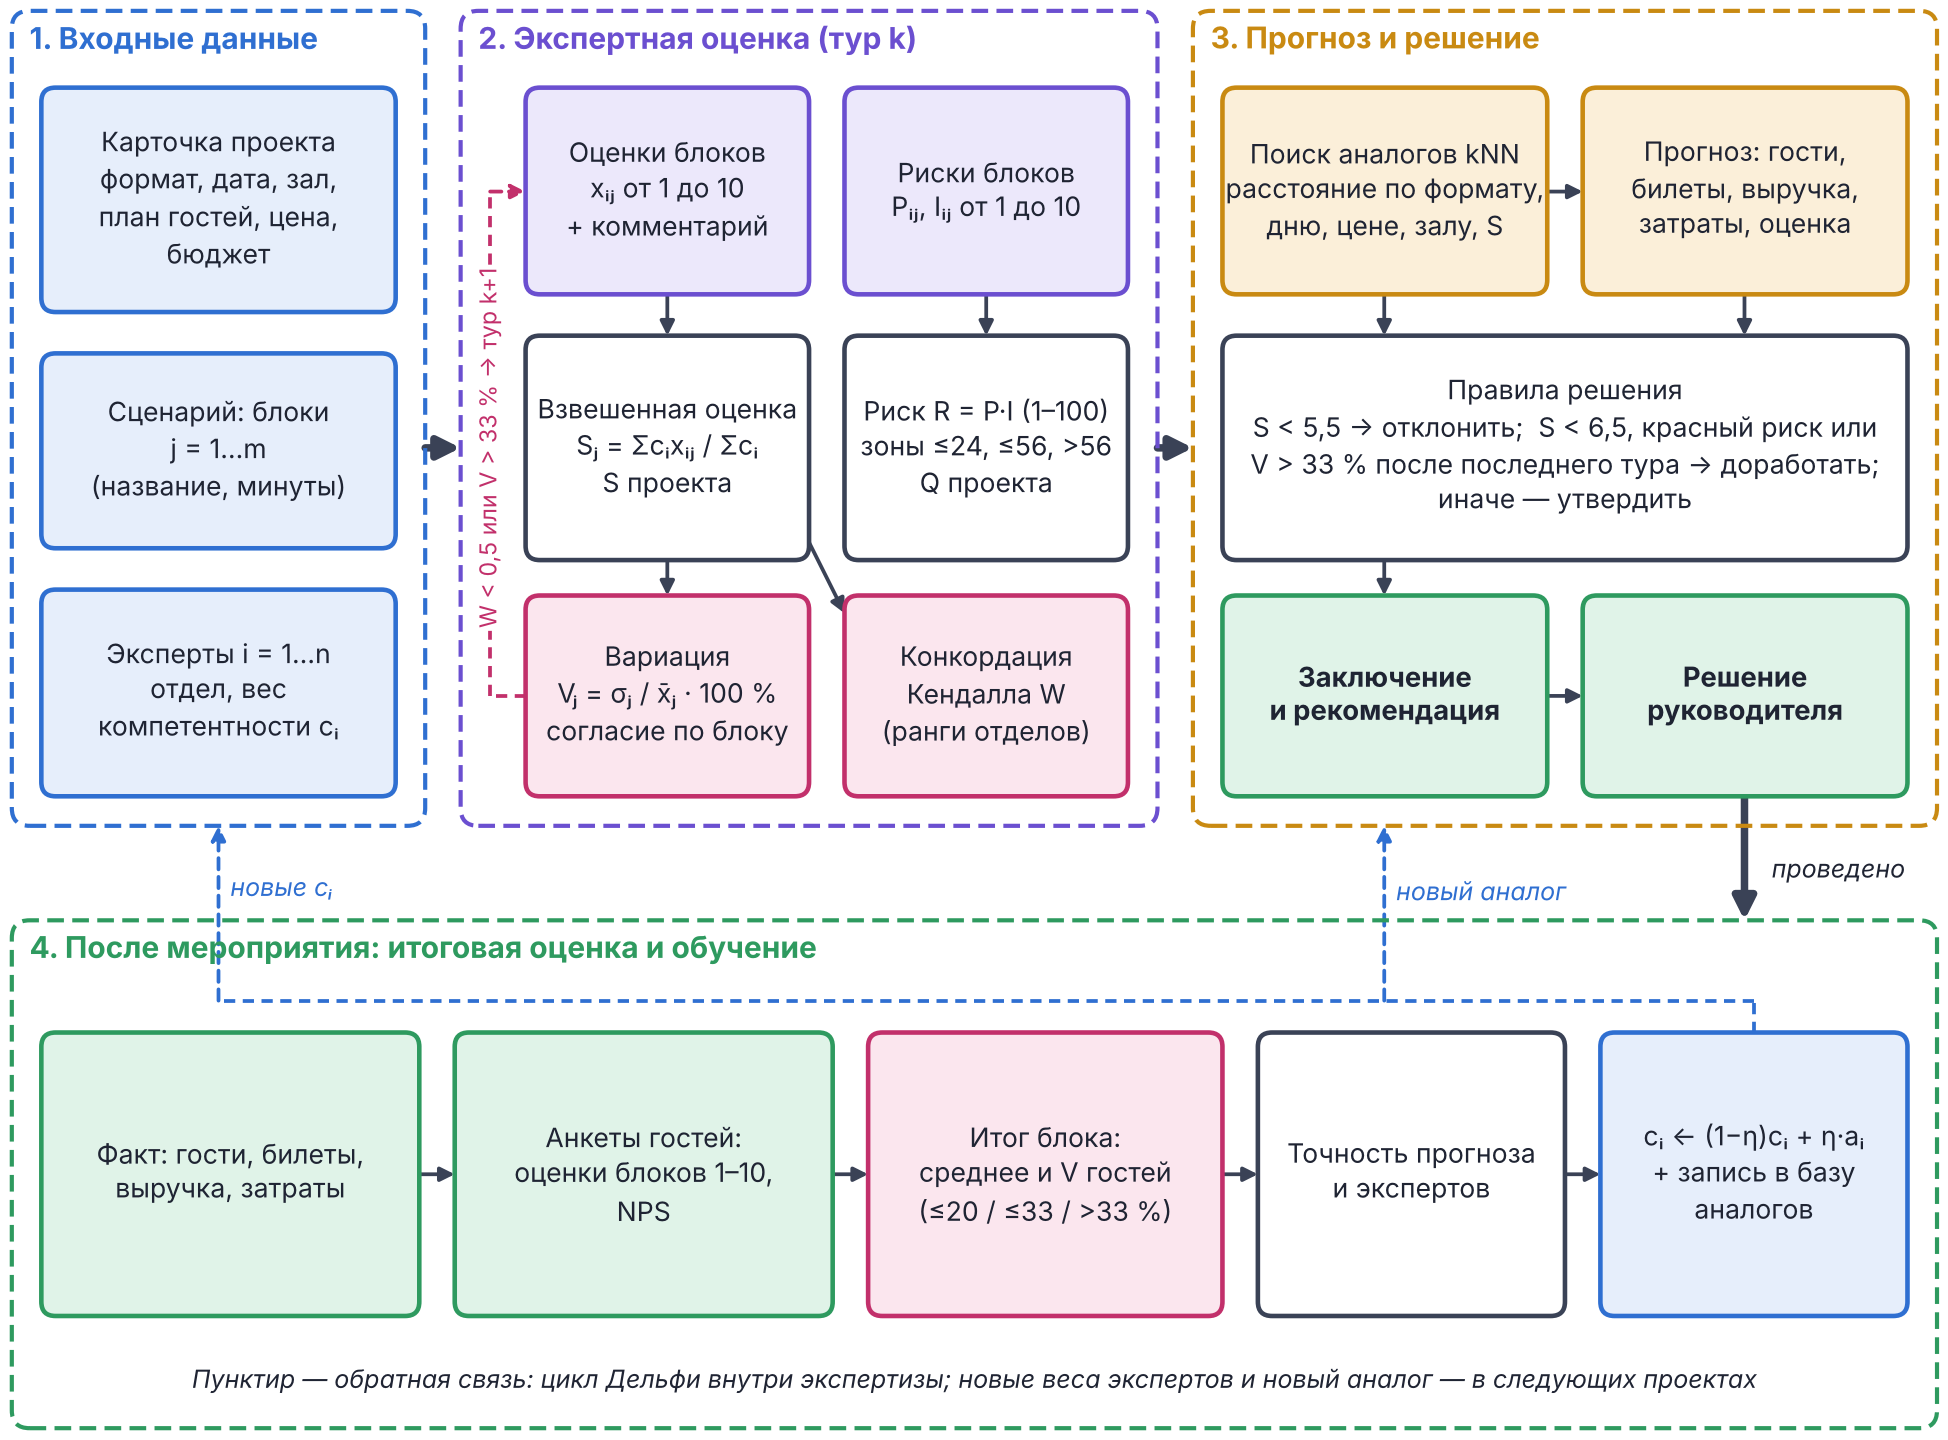 1. Входные данные
Карточка проекта
формат, дата, зал,
план гостей, цена,
бюджет
Сценарий: блоки
j = 1…m
(название, минуты)
Эксперты i = 1…n
отдел, вес
компетентности cᵢ
2. Экспертная оценка (тур k)
Оценки блоков
xᵢⱼ от 1 до 10
+ комментарий
Риски блоков
Pᵢⱼ, Iᵢⱼ от 1 до 10
W < 0,5 или V > 33 % → тур k+1
Взвешенная оценка
Sⱼ = Σcᵢxᵢⱼ / Σcᵢ
S проекта
Риск R = P·I (1–100)
зоны ≤24, ≤56, >56
Q проекта
Вариация
Vⱼ = σⱼ / x̄ⱼ · 100 %
согласие по блоку
Конкордация
Кендалла W
(ранги отделов)
3. Прогноз и решение
Поиск аналогов kNN
расстояние по формату,
дню, цене, залу, S
Прогноз: гости,
билеты, выручка,
затраты, оценка
Правила решения
S < 5,5 → отклонить; S < 6,5, красный риск или
V > 33 % после последнего тура → доработать;
иначе — утвердить
Заключение
и рекомендация
Решение
руководителя
новые cᵢ
новый аналог
проведено
4. После мероприятия: итоговая оценка и обучение
Факт: гости, билеты,
выручка, затраты
Анкеты гостей:
оценки блоков 1–10,
NPS
Итог блока:
среднее и V гостей
(≤20 / ≤33 / >33 %)
Точность прогноза
и экспертов
cᵢ ← (1−η)cᵢ + η·aᵢ
+ запись в базу
аналогов
Пунктир — обратная связь: цикл Дельфи внутри экспертизы; новые веса экспертов и новый аналог — в следующих проектах